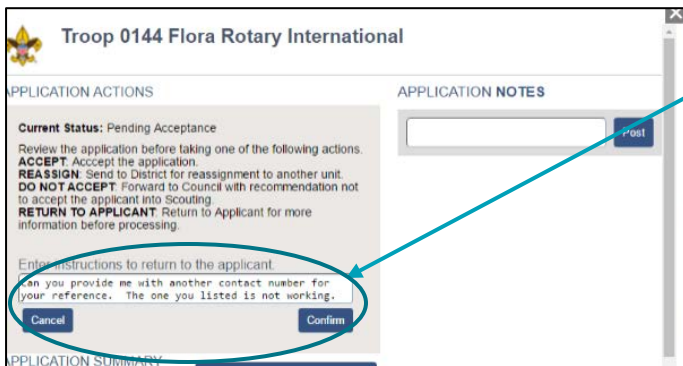 Troop 0144 Flora Rotary International
APPLICATION ACTIONS
Current Status: Pending Acceptance
Review the application before taking one of the following actions.
ACCEPT: Acccept the application.
REASSIGN: Send to District for reassignment to another unit.
DO NOT ACCEPT: Forward to Council with recommendation not
to accept the applicant into Scouting.
RETURN TO APPLICANT: Return to Applicant for more
information before processing.
Enter instructions to return to the applicant.
Can you provide me with another contact number for
your reference. The one you listed is not working.
Cancel
Confirm
APPLICATION SUMMARY
APPLICATION NOTES
Post